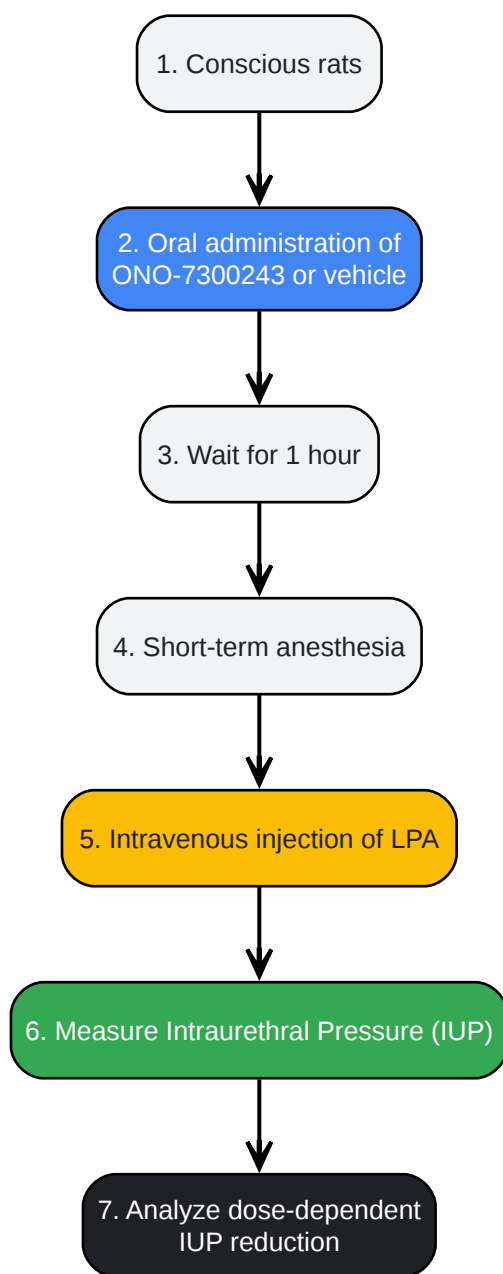 1. Conscious rats
2. Oral administration of
ONO-7300243 or vehicle
3. Wait for 1 hour
4. Short-term anesthesia
5. Intravenous injection of LPA
6. Measure Intraurethral Pressure (IUP)
7. Analyze dose-dependent
IUP reduction